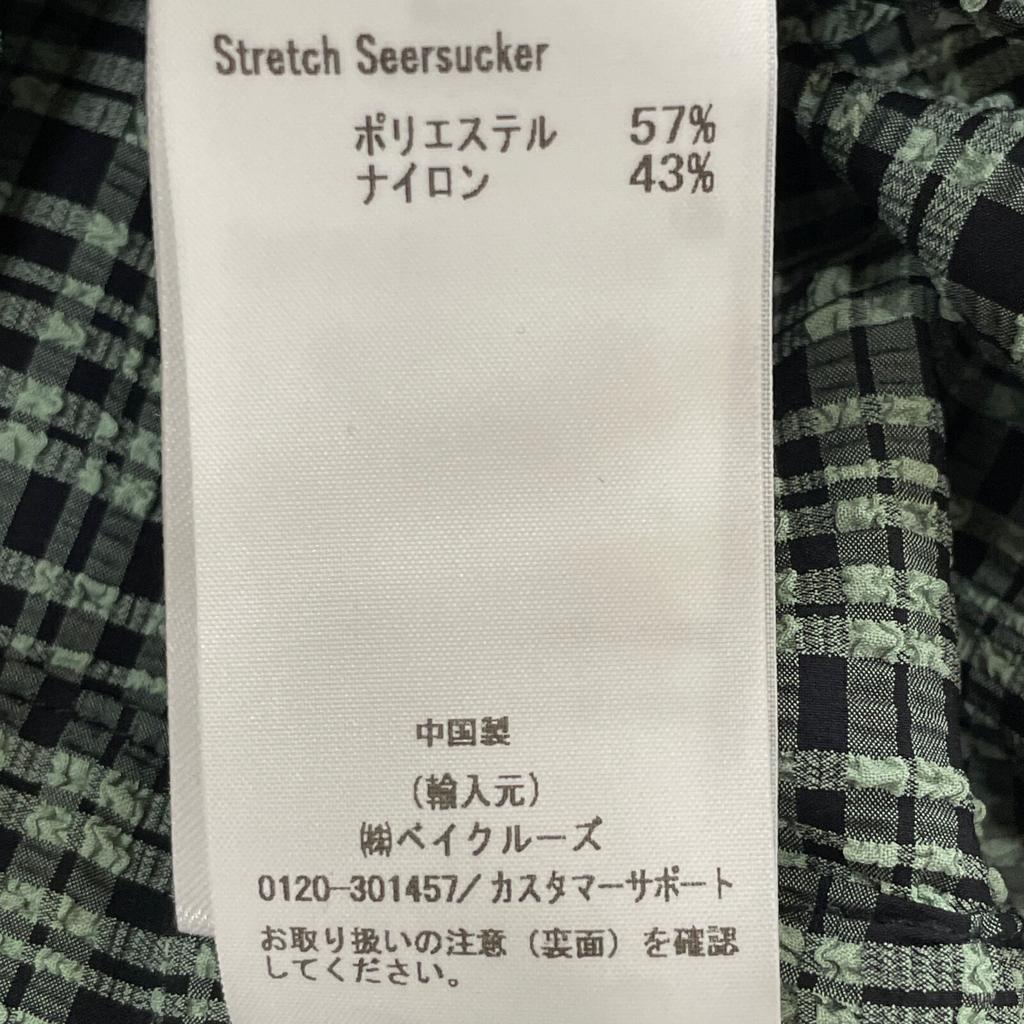 Stretch Seersucker
ポリエステル 57%
ナイロン 43%
中国製
(輸入元)
㈱ベイクルーズ
0120-301457/カスタマーサポート
お取り扱いの注意(裏面)を確認
してください。